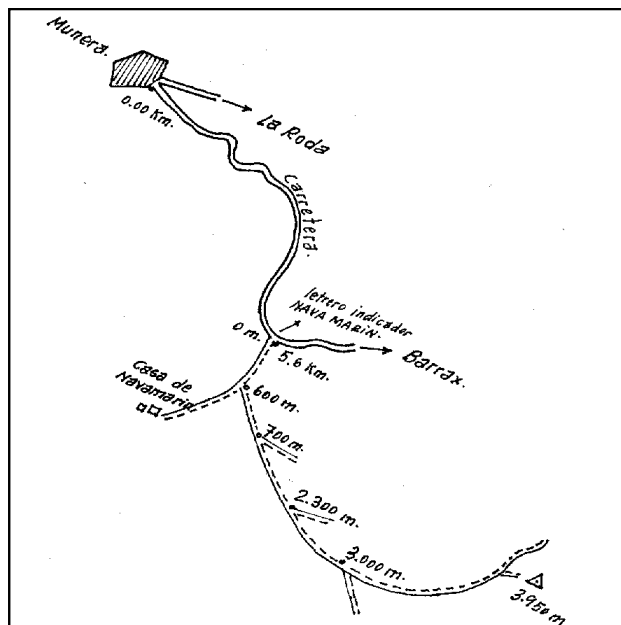 Munera.
0.00 Km.
La Roda
Carretera.
letrero indicador
NAVA MARIN.
0 m.
5.6 Km.
Barrax.
Casa de
Navamarin
600 m.
700 m.
2.300 m.
3.000 m.
3.950 m